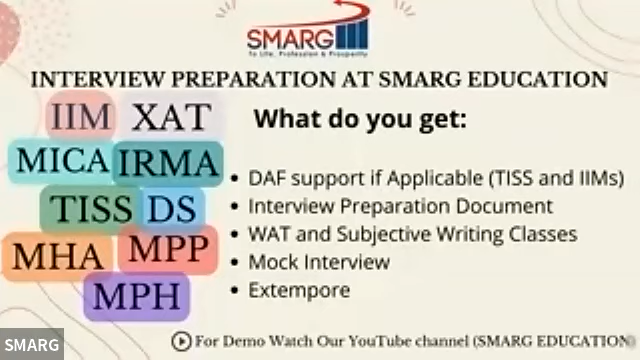 SMARG
To Life, Profession & Prosperity
INTERVIEW PREPARATION AT SMARG EDUCATION
IIM XAT
MICA IRMA
TISS DS
MHA MPP
MPH
What do you get:
• DAF support if Applicable (TISS and IIMs)
• Interview Preparation Document
• WAT and Subjective Writing Classes
• Mock Interview
• Extempore
For Demo Watch Our YouTube channel (SMARG EDUCATION)
SMARG